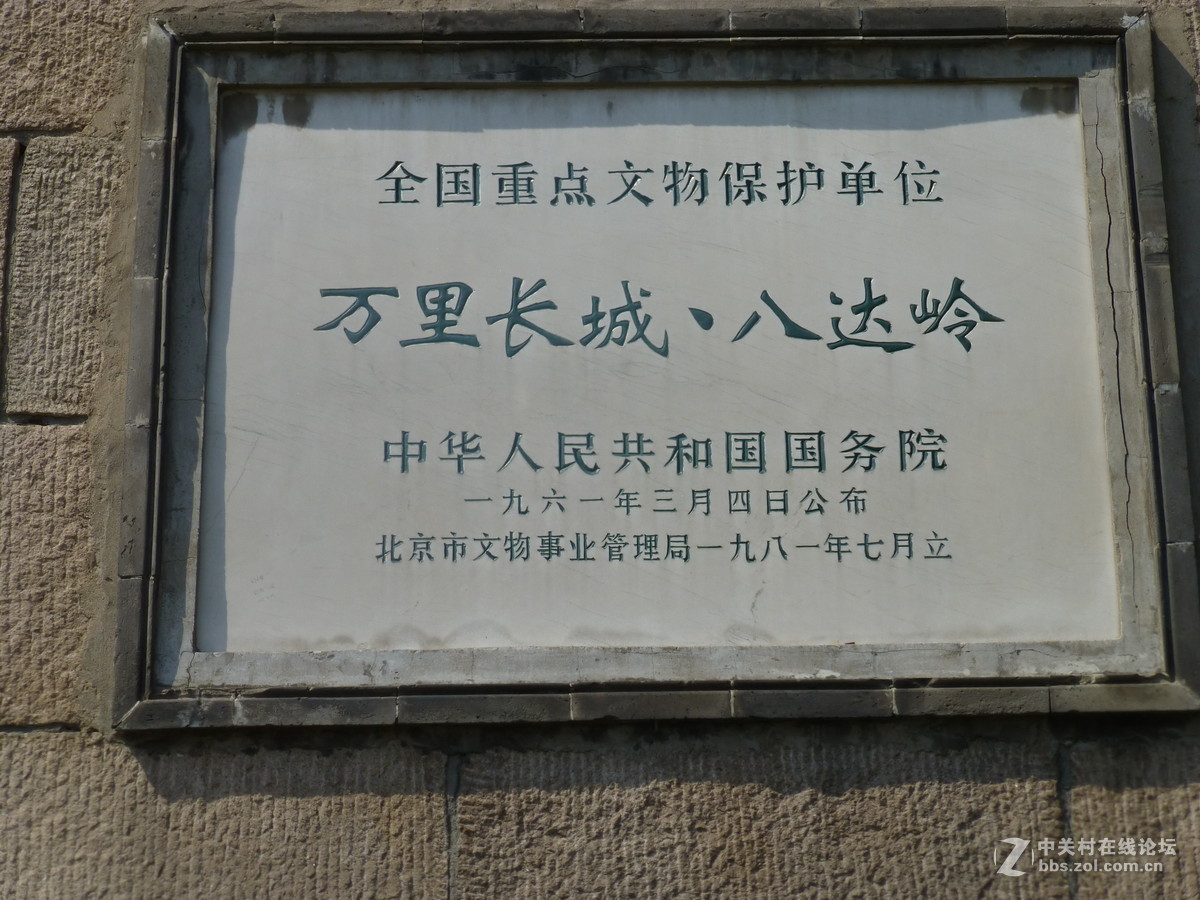 全国重点文物保护单位
万里长城、八达岭
中华人民共和国国务院
一九六一年三月四日公布
北京市文物事业管理局一九八一年七月立
中关村在线论坛
bbs.zol.com.cn